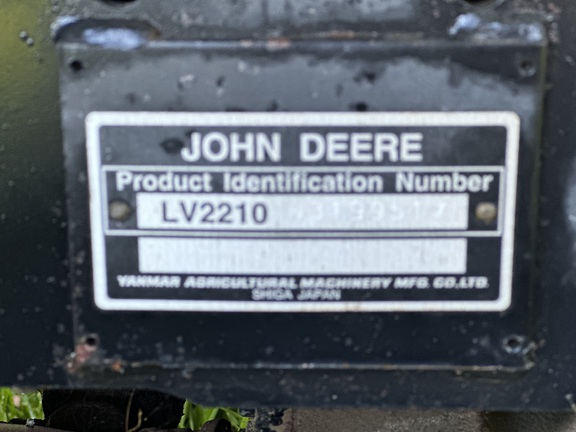 JOHN DEERE
Product Identification Number
LV2210
YANMAR AGRICULTURAL MACHINERY MFG. CO.,LTD.
SHIGA JAPAN